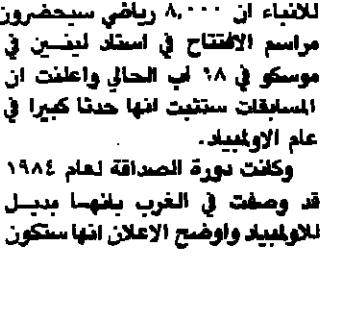 للانباء ان ٨,٠٠٠ رياضي سيحضرون
مراسم الافتتاح في استاد لينين في
موسكو في ١٨ اب الحالي واعلنت ان
المسابقات ستثبت انها حدثا كبيرا في
عام الاولمبياد.
وكانت دورة الصداقة لعام ١٩٨٤
قد وصفت في الغرب بانها بديل
للاولمبياد واوضح الاعلان انها ستكون